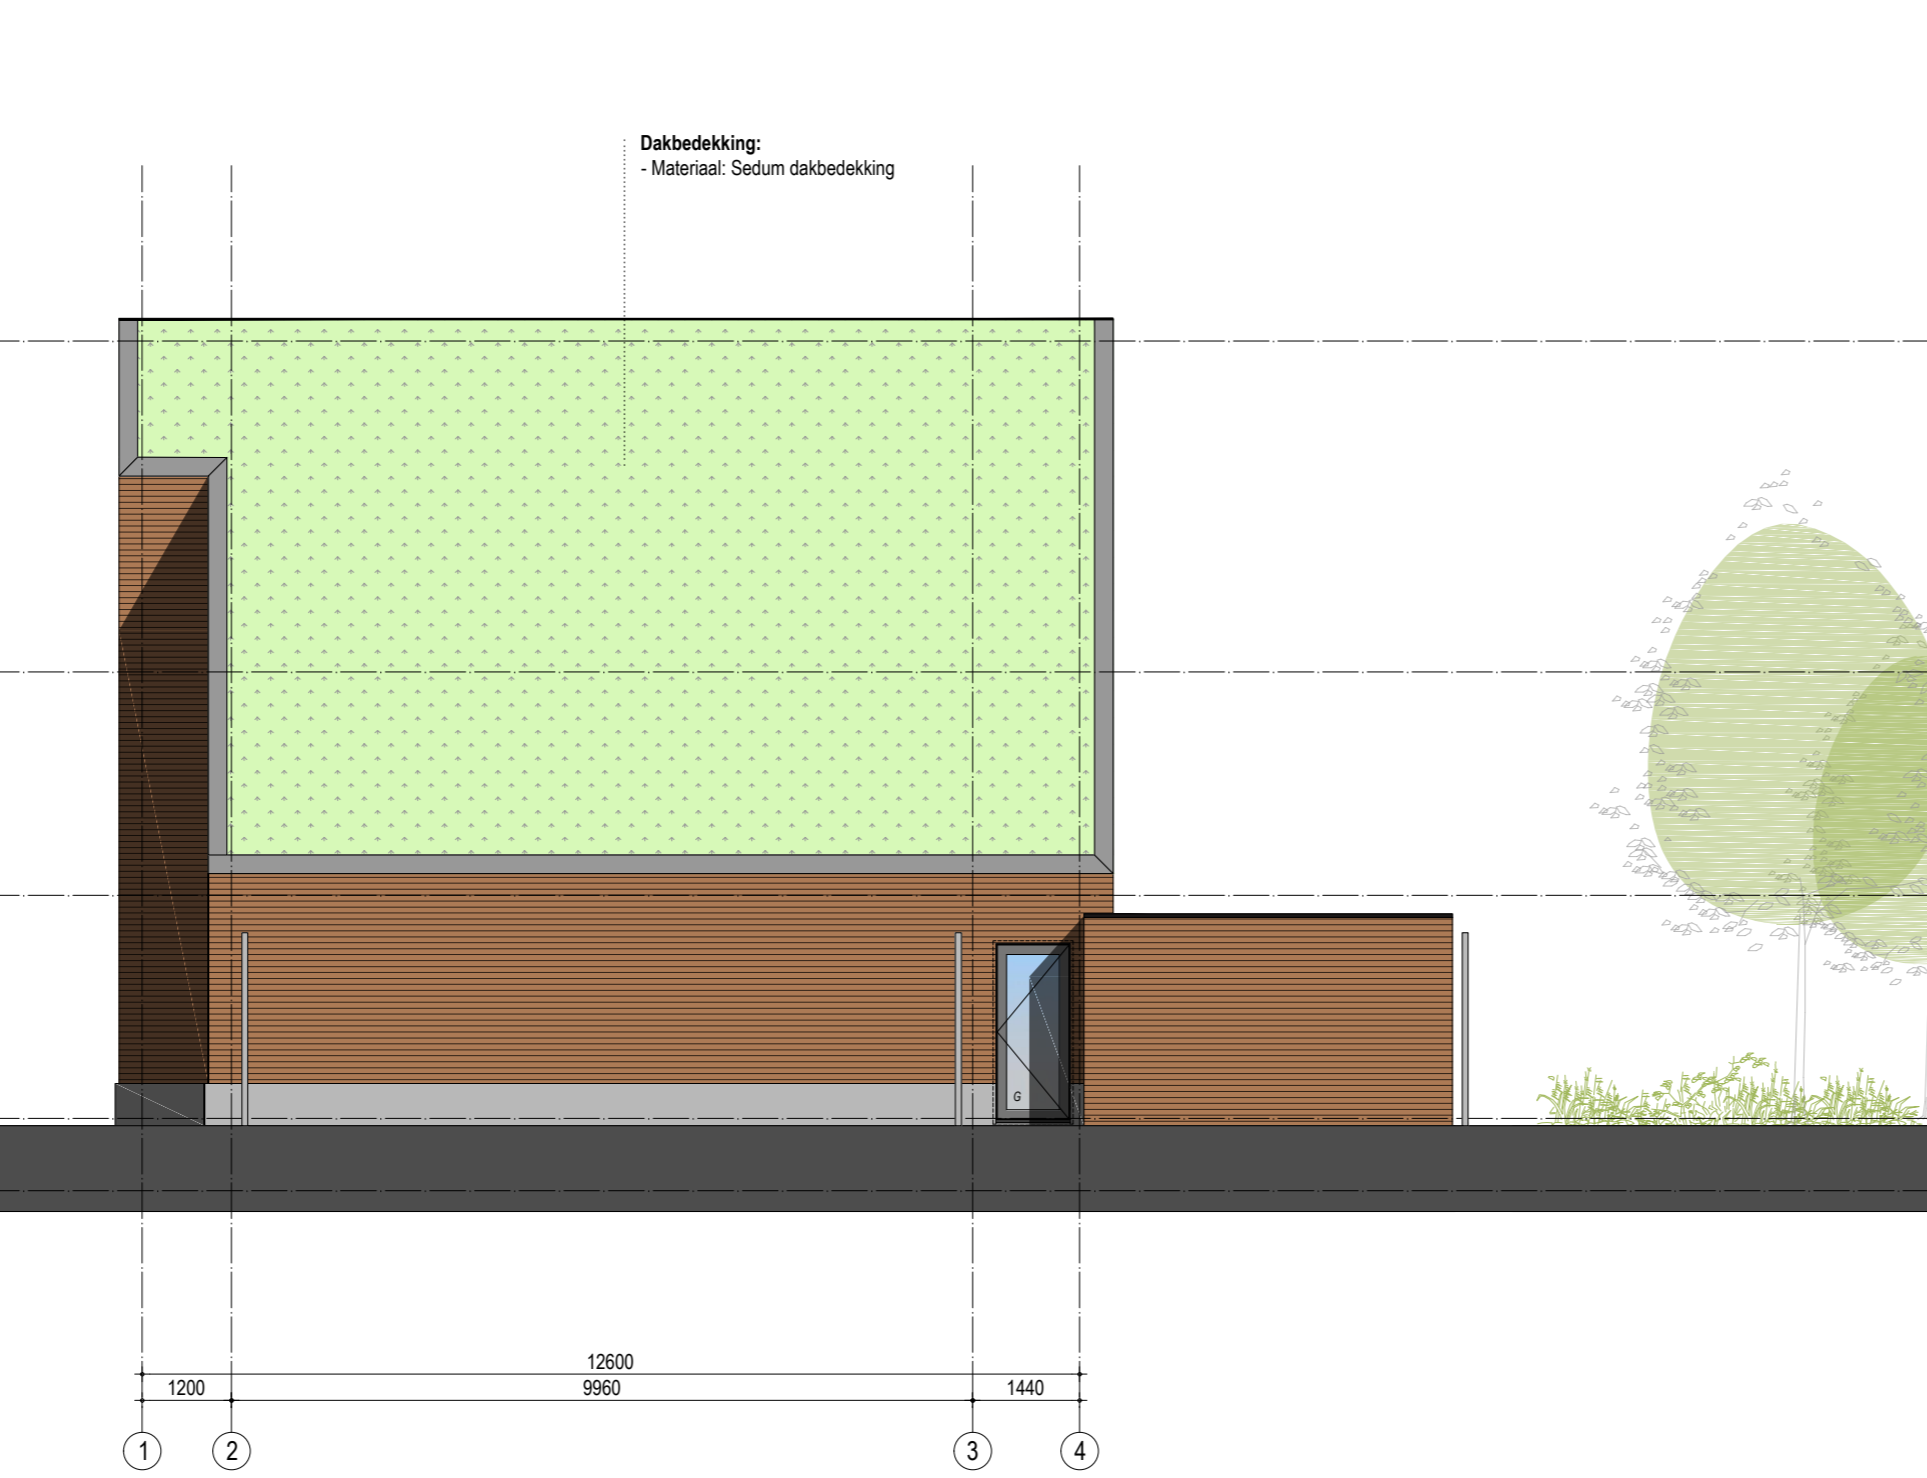 Dakbedekking:
- Materiaal: Sedum dakbedekking
G
12600
1200 9960 1440
1 2 3 4